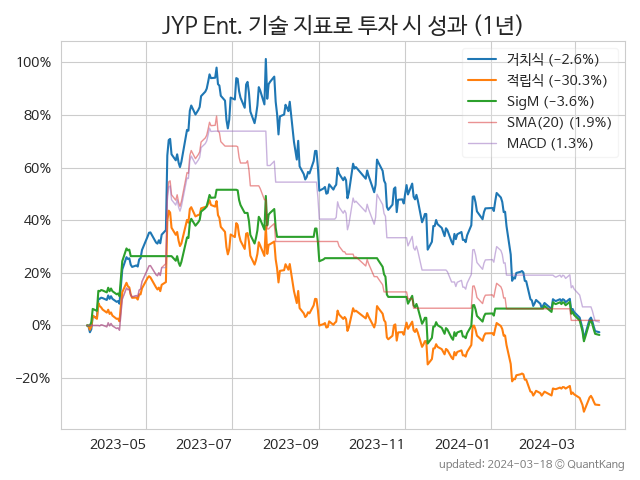 JYP Ent. 기술 지표로 투자 시 성과 (1년)
거치식 (−2.6%)
적립식 (−30.3%)
SigM (−3.6%)
SMA(20) (1.9%)
MACD (1.3%)
100%
80%
60%
40%
20%
0%
−20%
2023-05 2023-07 2023-09 2023-11 2024-01 2024-03
updated: 2024-03-18 ⓒ QuantKang